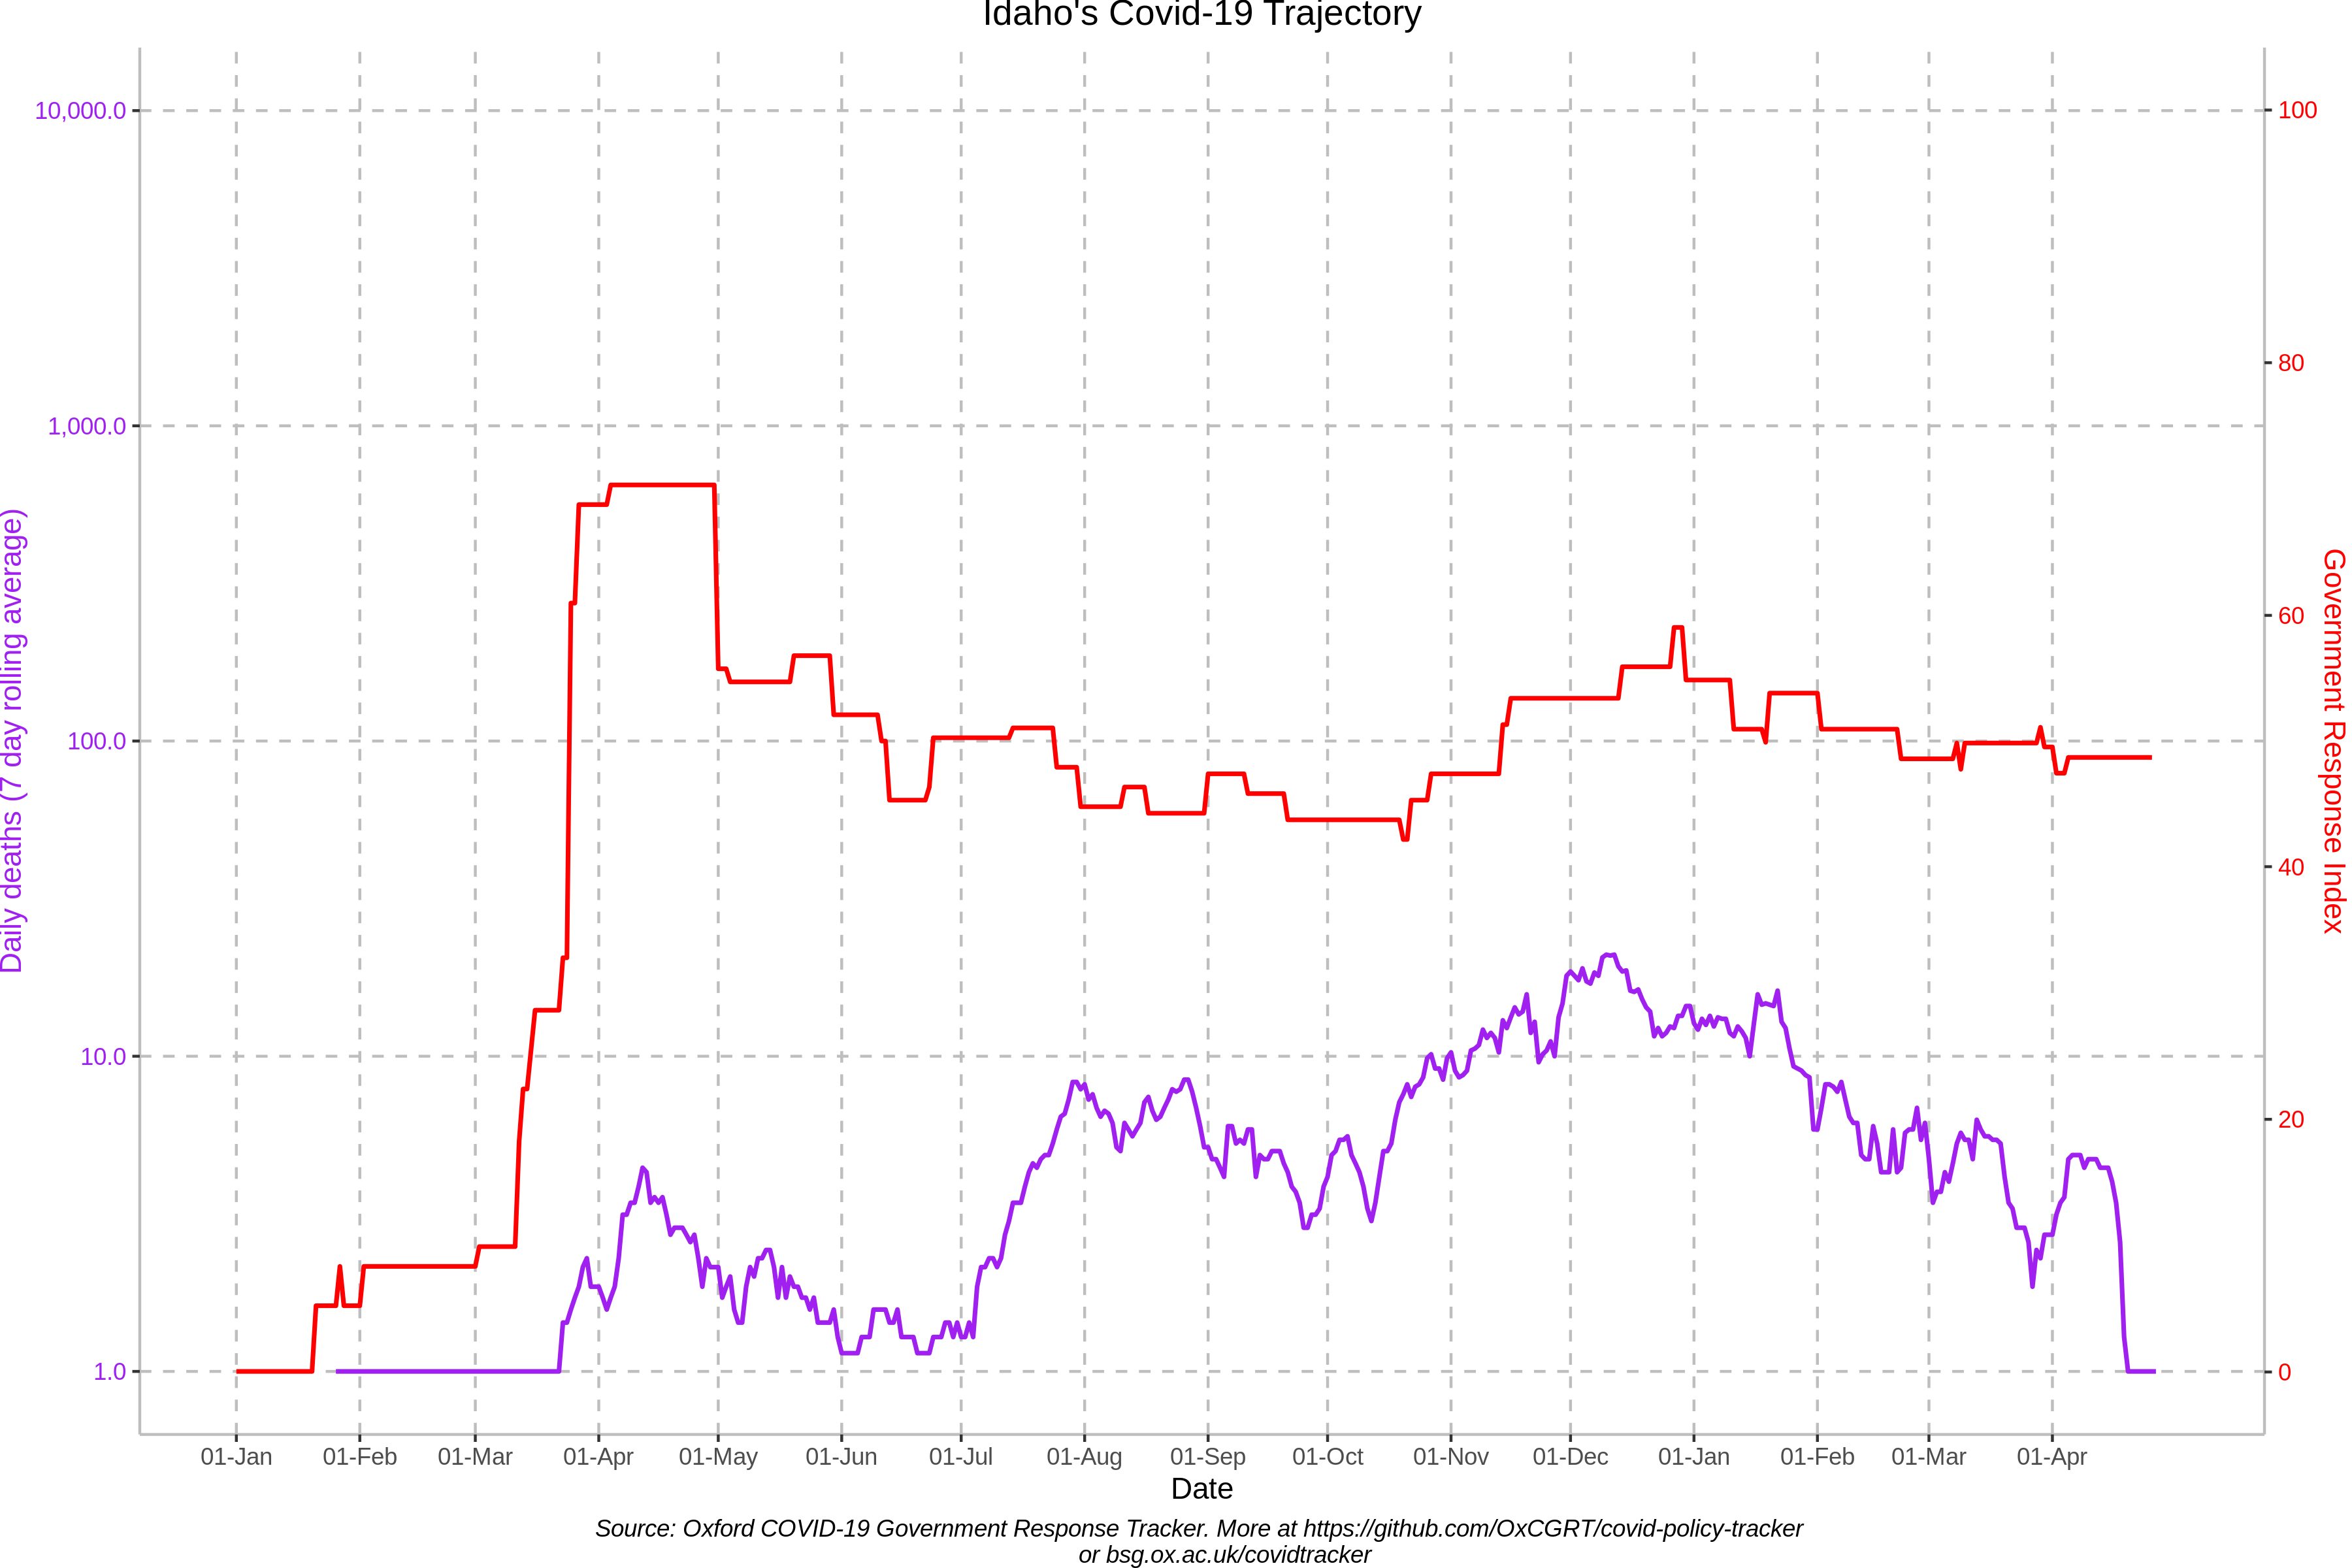 Idaho's Covid-19 Trajectory
10,000.0
1,000.0
100.0
10.0
1.0
Daily deaths (7 day rolling average)
100
80
60
40
20
0
Government Response Index
01-Jan 01-Feb 01-Mar 01-Apr 01-May 01-Jun 01-Jul 01-Aug 01-Sep 01-Oct 01-Nov 01-Dec 01-Jan 01-Feb 01-Mar 01-Apr
Date
Source: Oxford COVID-19 Government Response Tracker. More at https://github.com/OxCGRT/covid-policy-tracker
or bsg.ox.ac.uk/covidtracker